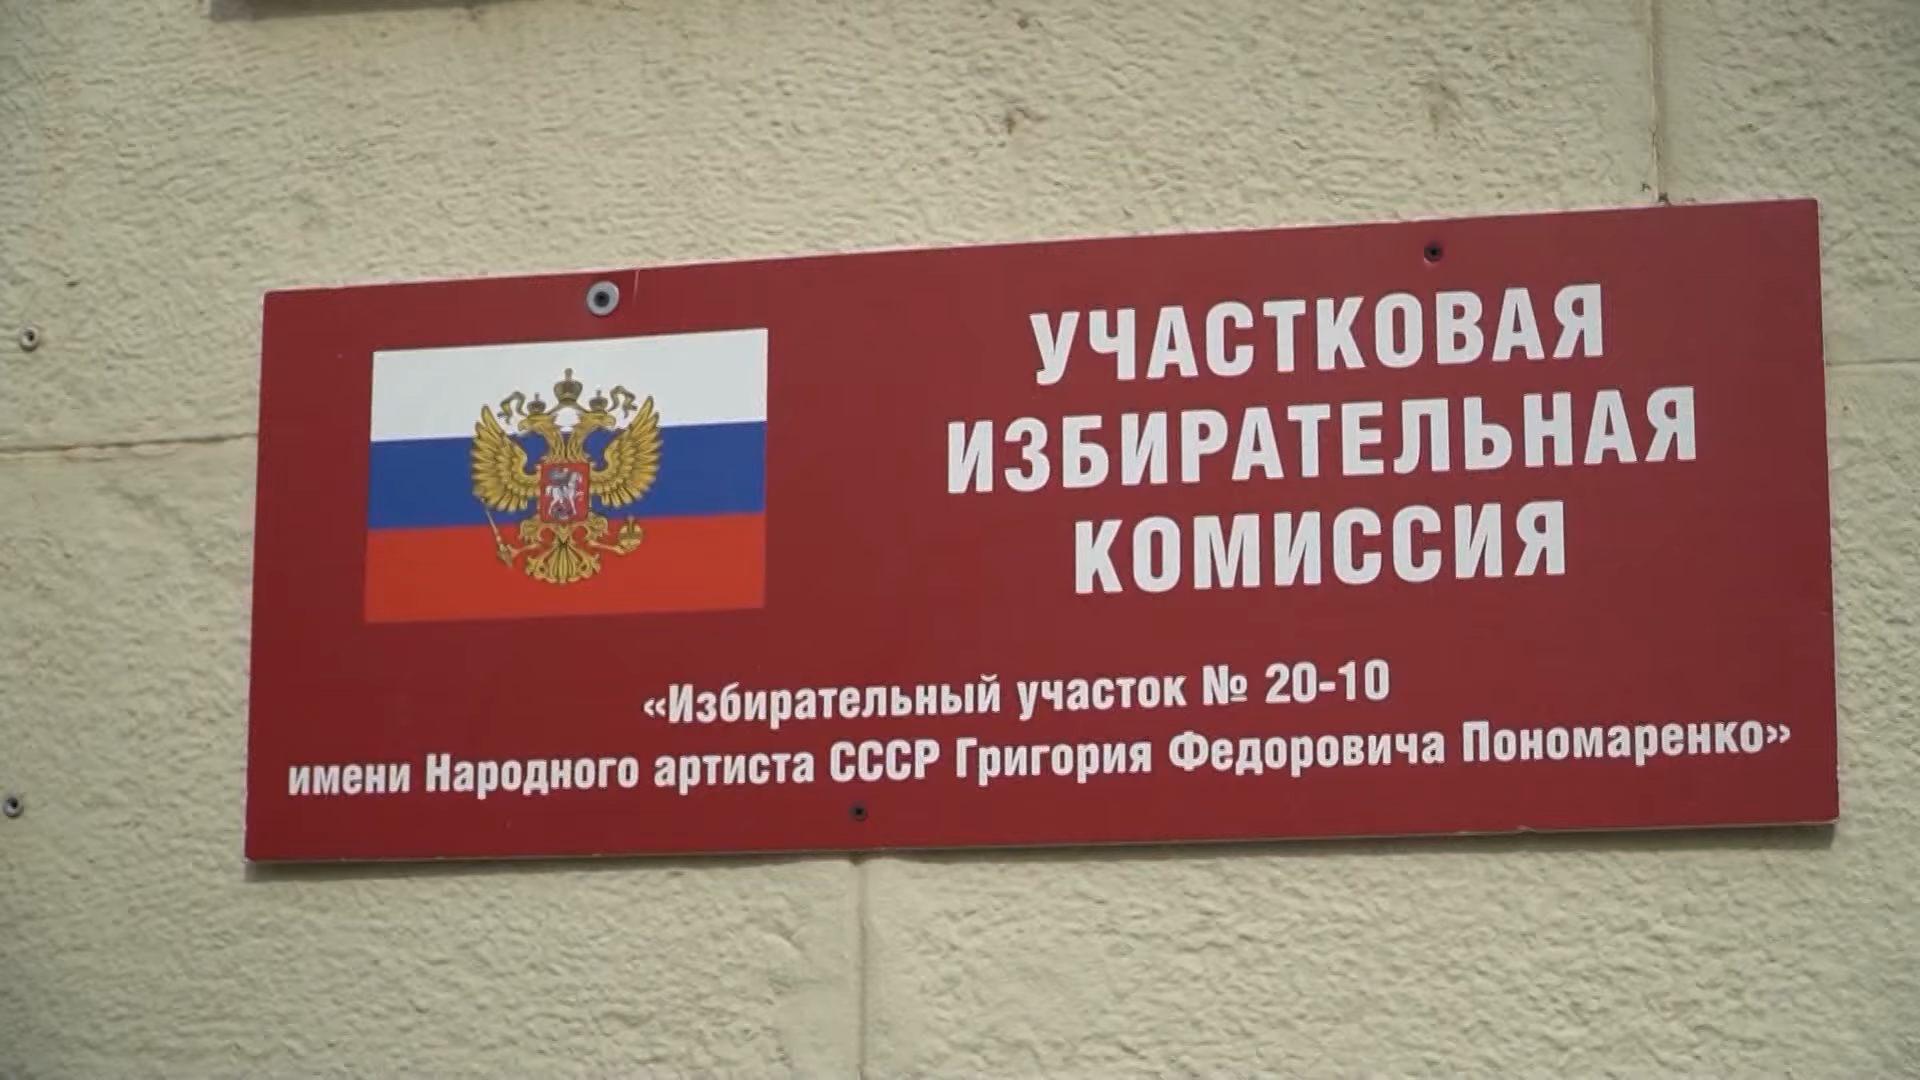 УЧАСТКОВАЯ
ИЗБИРАТЕЛЬНАЯ
КОМИССИЯ
«Избирательный участок № 20-10
имени Народного артиста СССР Григория Федоровича Пономаренко»